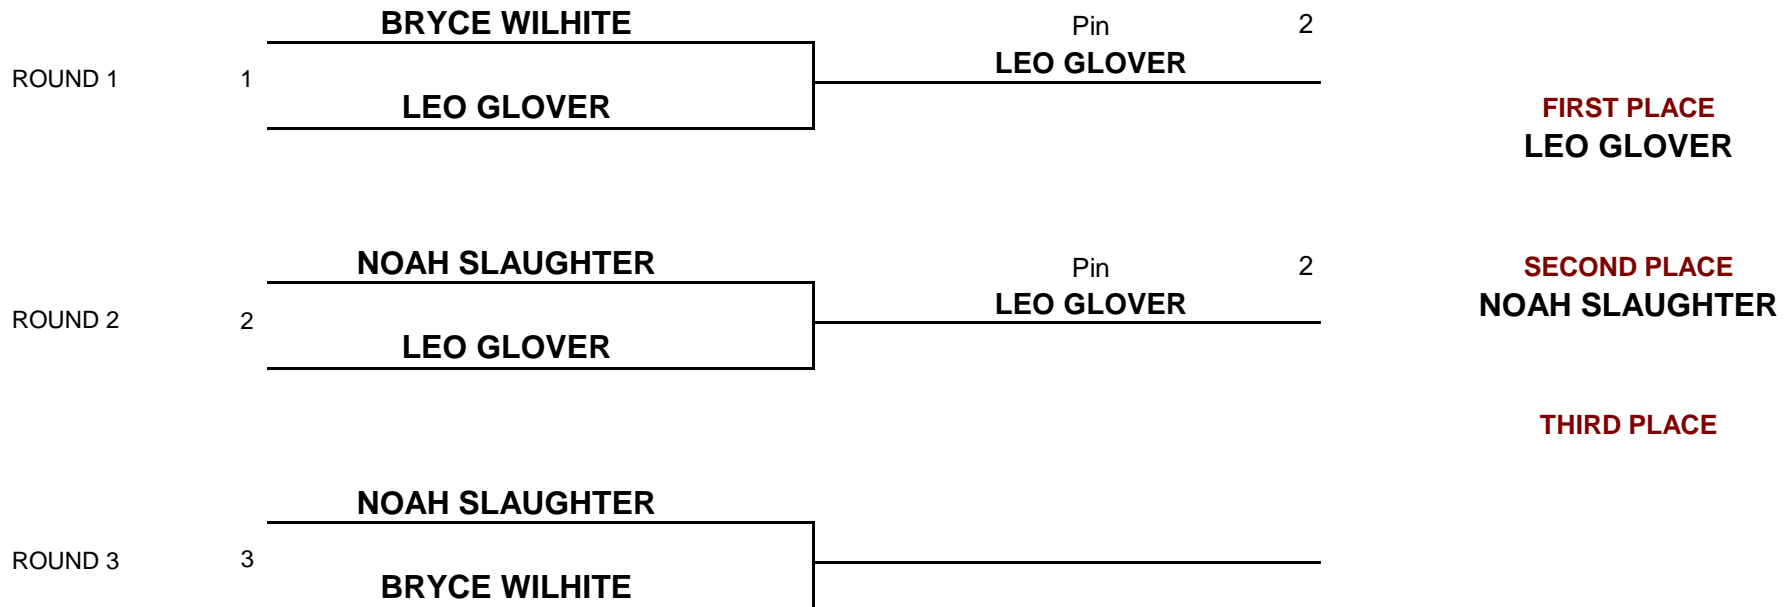 BRYCE WILHITE
Pin 2
LEO GLOVER
ROUND 1 1
LEO GLOVER
FIRST PLACE
LEO GLOVER
NOAH SLAUGHTER
Pin 2
SECOND PLACE
LEO GLOVER
NOAH SLAUGHTER
ROUND 2 2
LEO GLOVER
THIRD PLACE
NOAH SLAUGHTER
ROUND 3 3
BRYCE WILHITE